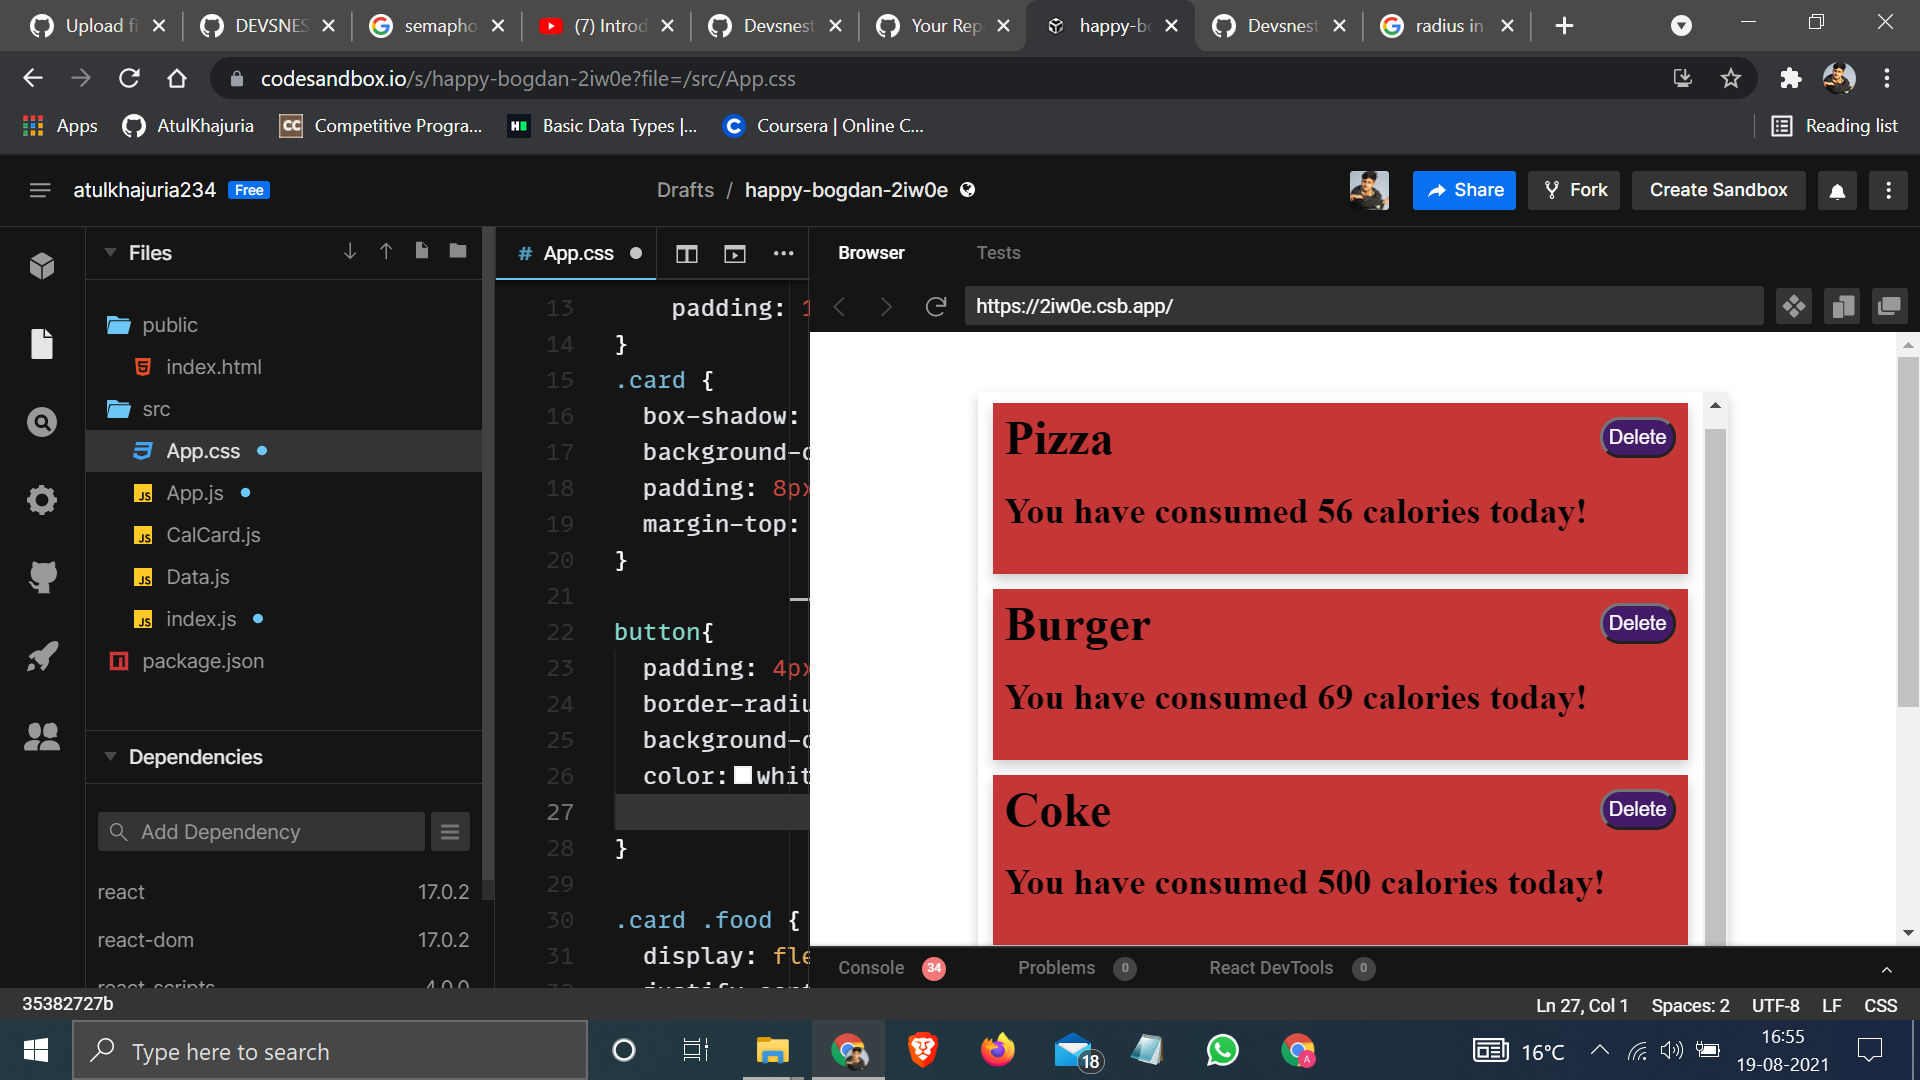 Upload fi
DEVSNES
semapho
(7) Introd
Devsnest
Your Rep
happy-bo
Devsnest
radius in
codesandbox.io/s/happy-bogdan-2iw0e?file=/src/App.css
Apps
AtulKhajuria
CC
Competitive Progra...
Basic Data Types |...
Coursera | Online C...
Reading list
atulkhajuria234
Free
Drafts / happy-bogdan-2iw0e
Share
Fork
Create Sandbox
Files
public
index.html
src
App.css
JS App.js
JS CalCard.js
JS Data.js
JS index.js
package.json
Dependencies
Add Dependency
react 17.0.2
react-dom 17.0.2
react-scripts 4.0.0
35382727b
# App.css
13 padding: 1
14 }
15 .card {
16 box-shadow:
17 background-c
18 padding: 8px
19 margin-top:
20 }
21
22 button{
23 padding: 4px
24 border-radiu
25 background-c
26 color: whit
27
28 }
29
30 .card .food {
31 display: fle
Browser
Tests
https://2iw0e.csb.app/
Pizza
Delete
You have consumed 56 calories today!
Burger
Delete
You have consumed 69 calories today!
Coke
Delete
You have consumed 500 calories today!
Console 34
Problems 0
React DevTools 0
Ln 27, Col 1
Spaces: 2
UTF-8
LF
CSS
Type here to search
18
A
16°C
16:55
19-08-2021